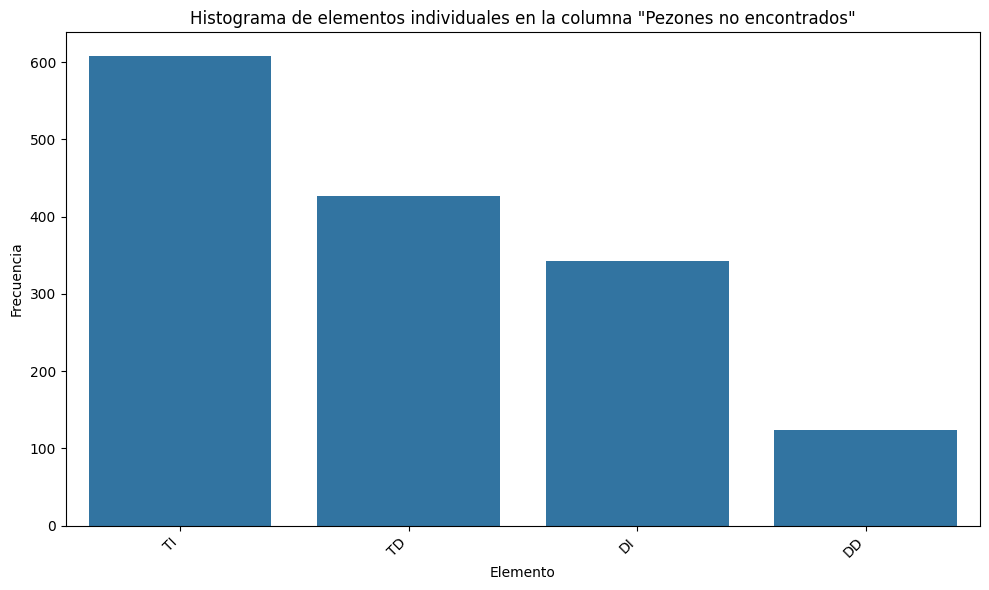 Histograma de elementos individuales en la columna "Pezones no encontrados"
Frecuencia
600
500
400
300
200
100
0
TI
TD
DI
DD
Elemento